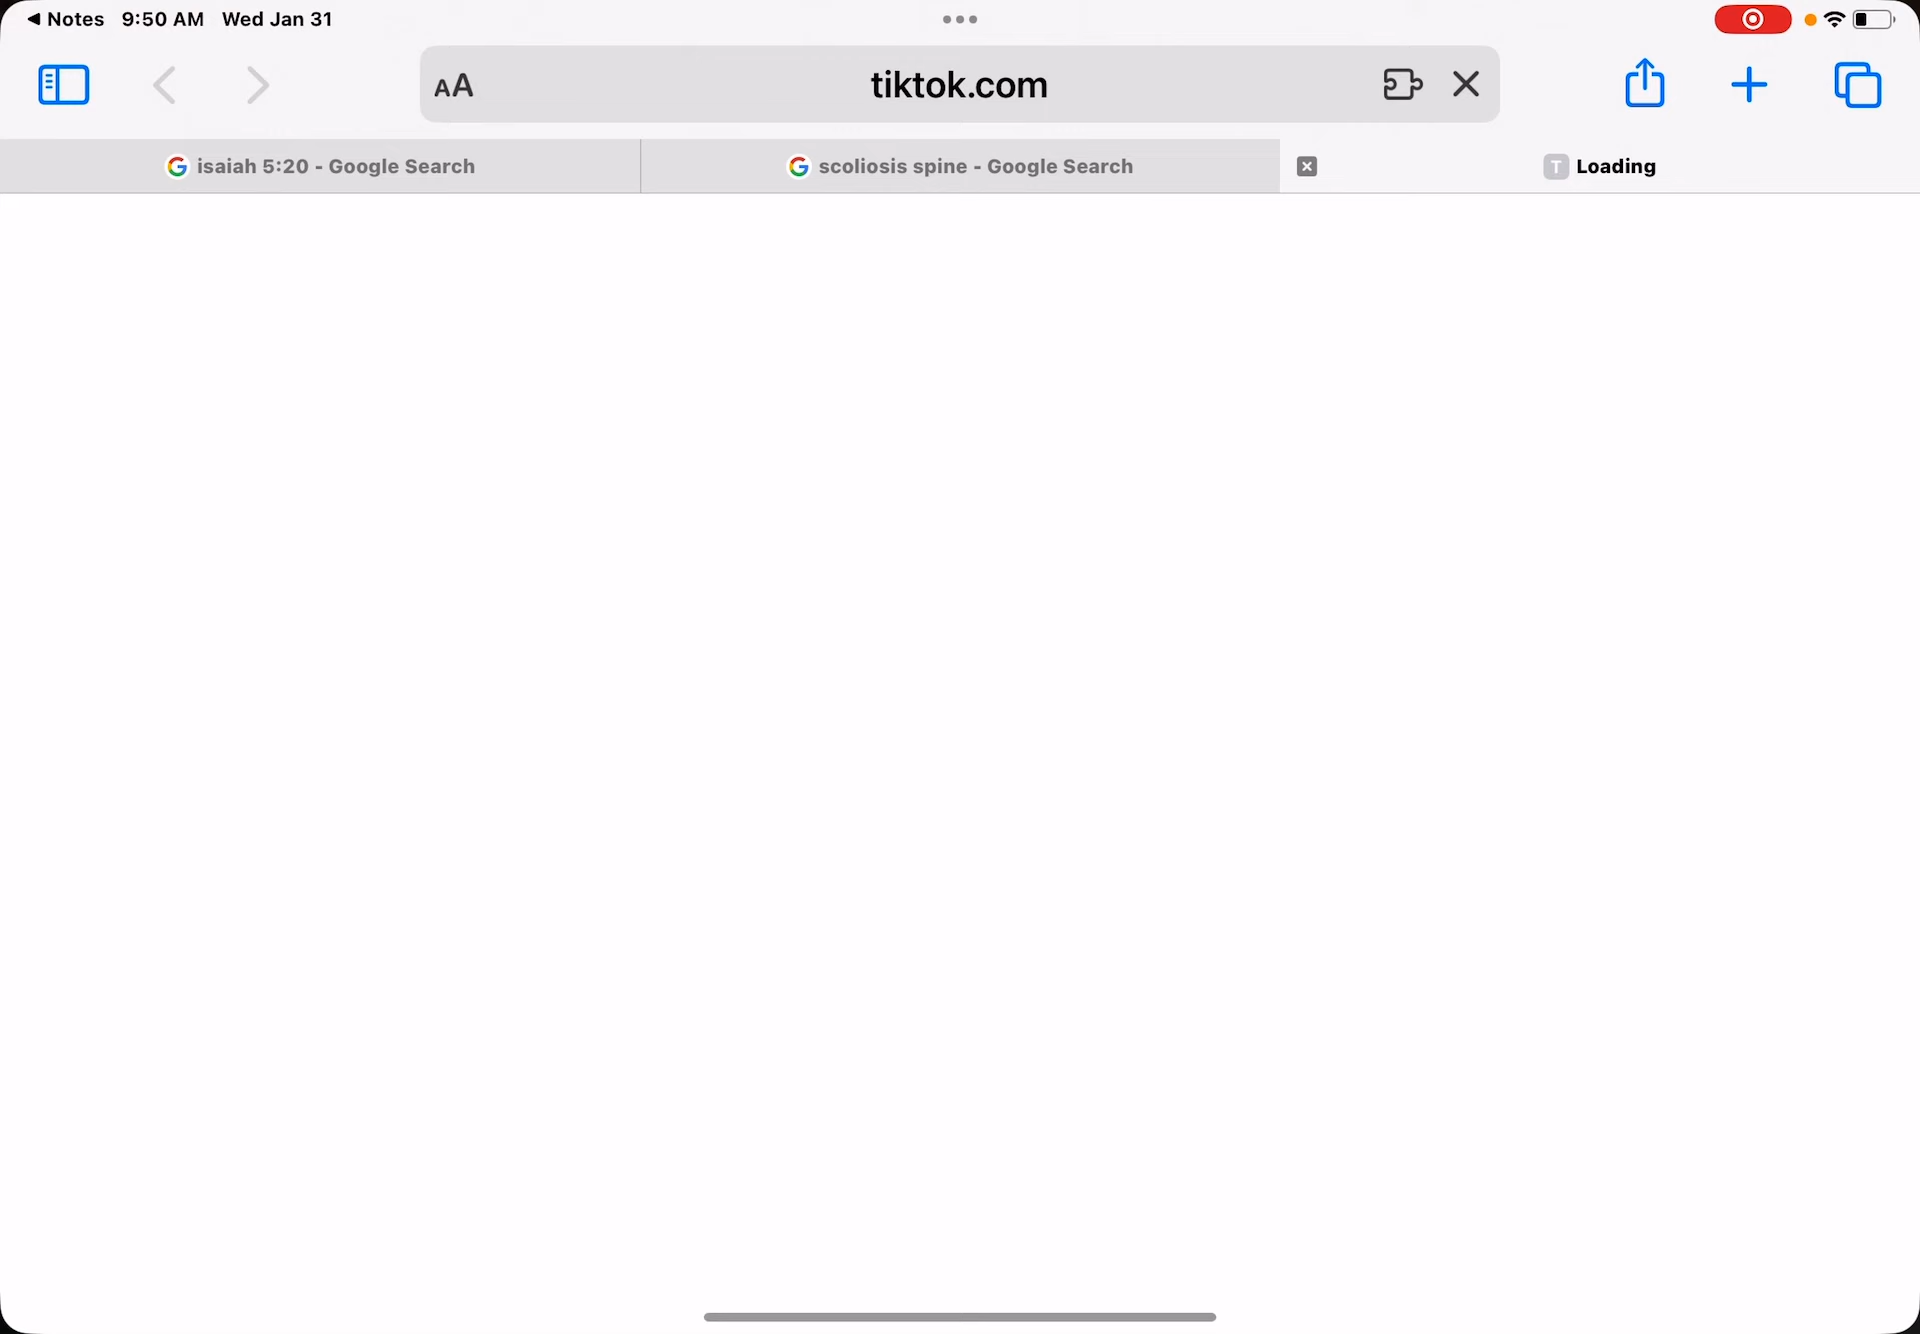 Notes 9:50 AM Wed Jan 31
AA tiktok.com
isaiah 5:20 - Google Search
scoliosis spine - Google Search
T Loading